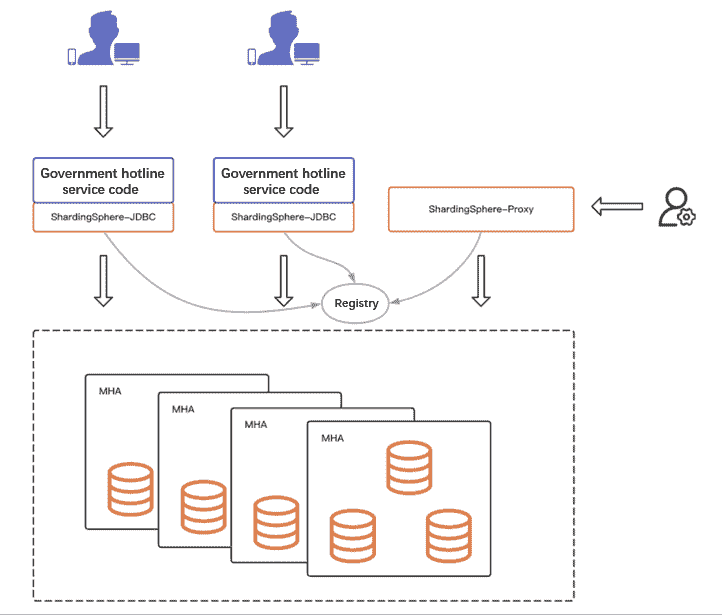 Government hotline
service code
ShardingSphere-JDBC
Government hotline
service code
ShardingSphere-JDBC
ShardingSphere-Proxy
Registry
MHA
MHA
MHA
MHA